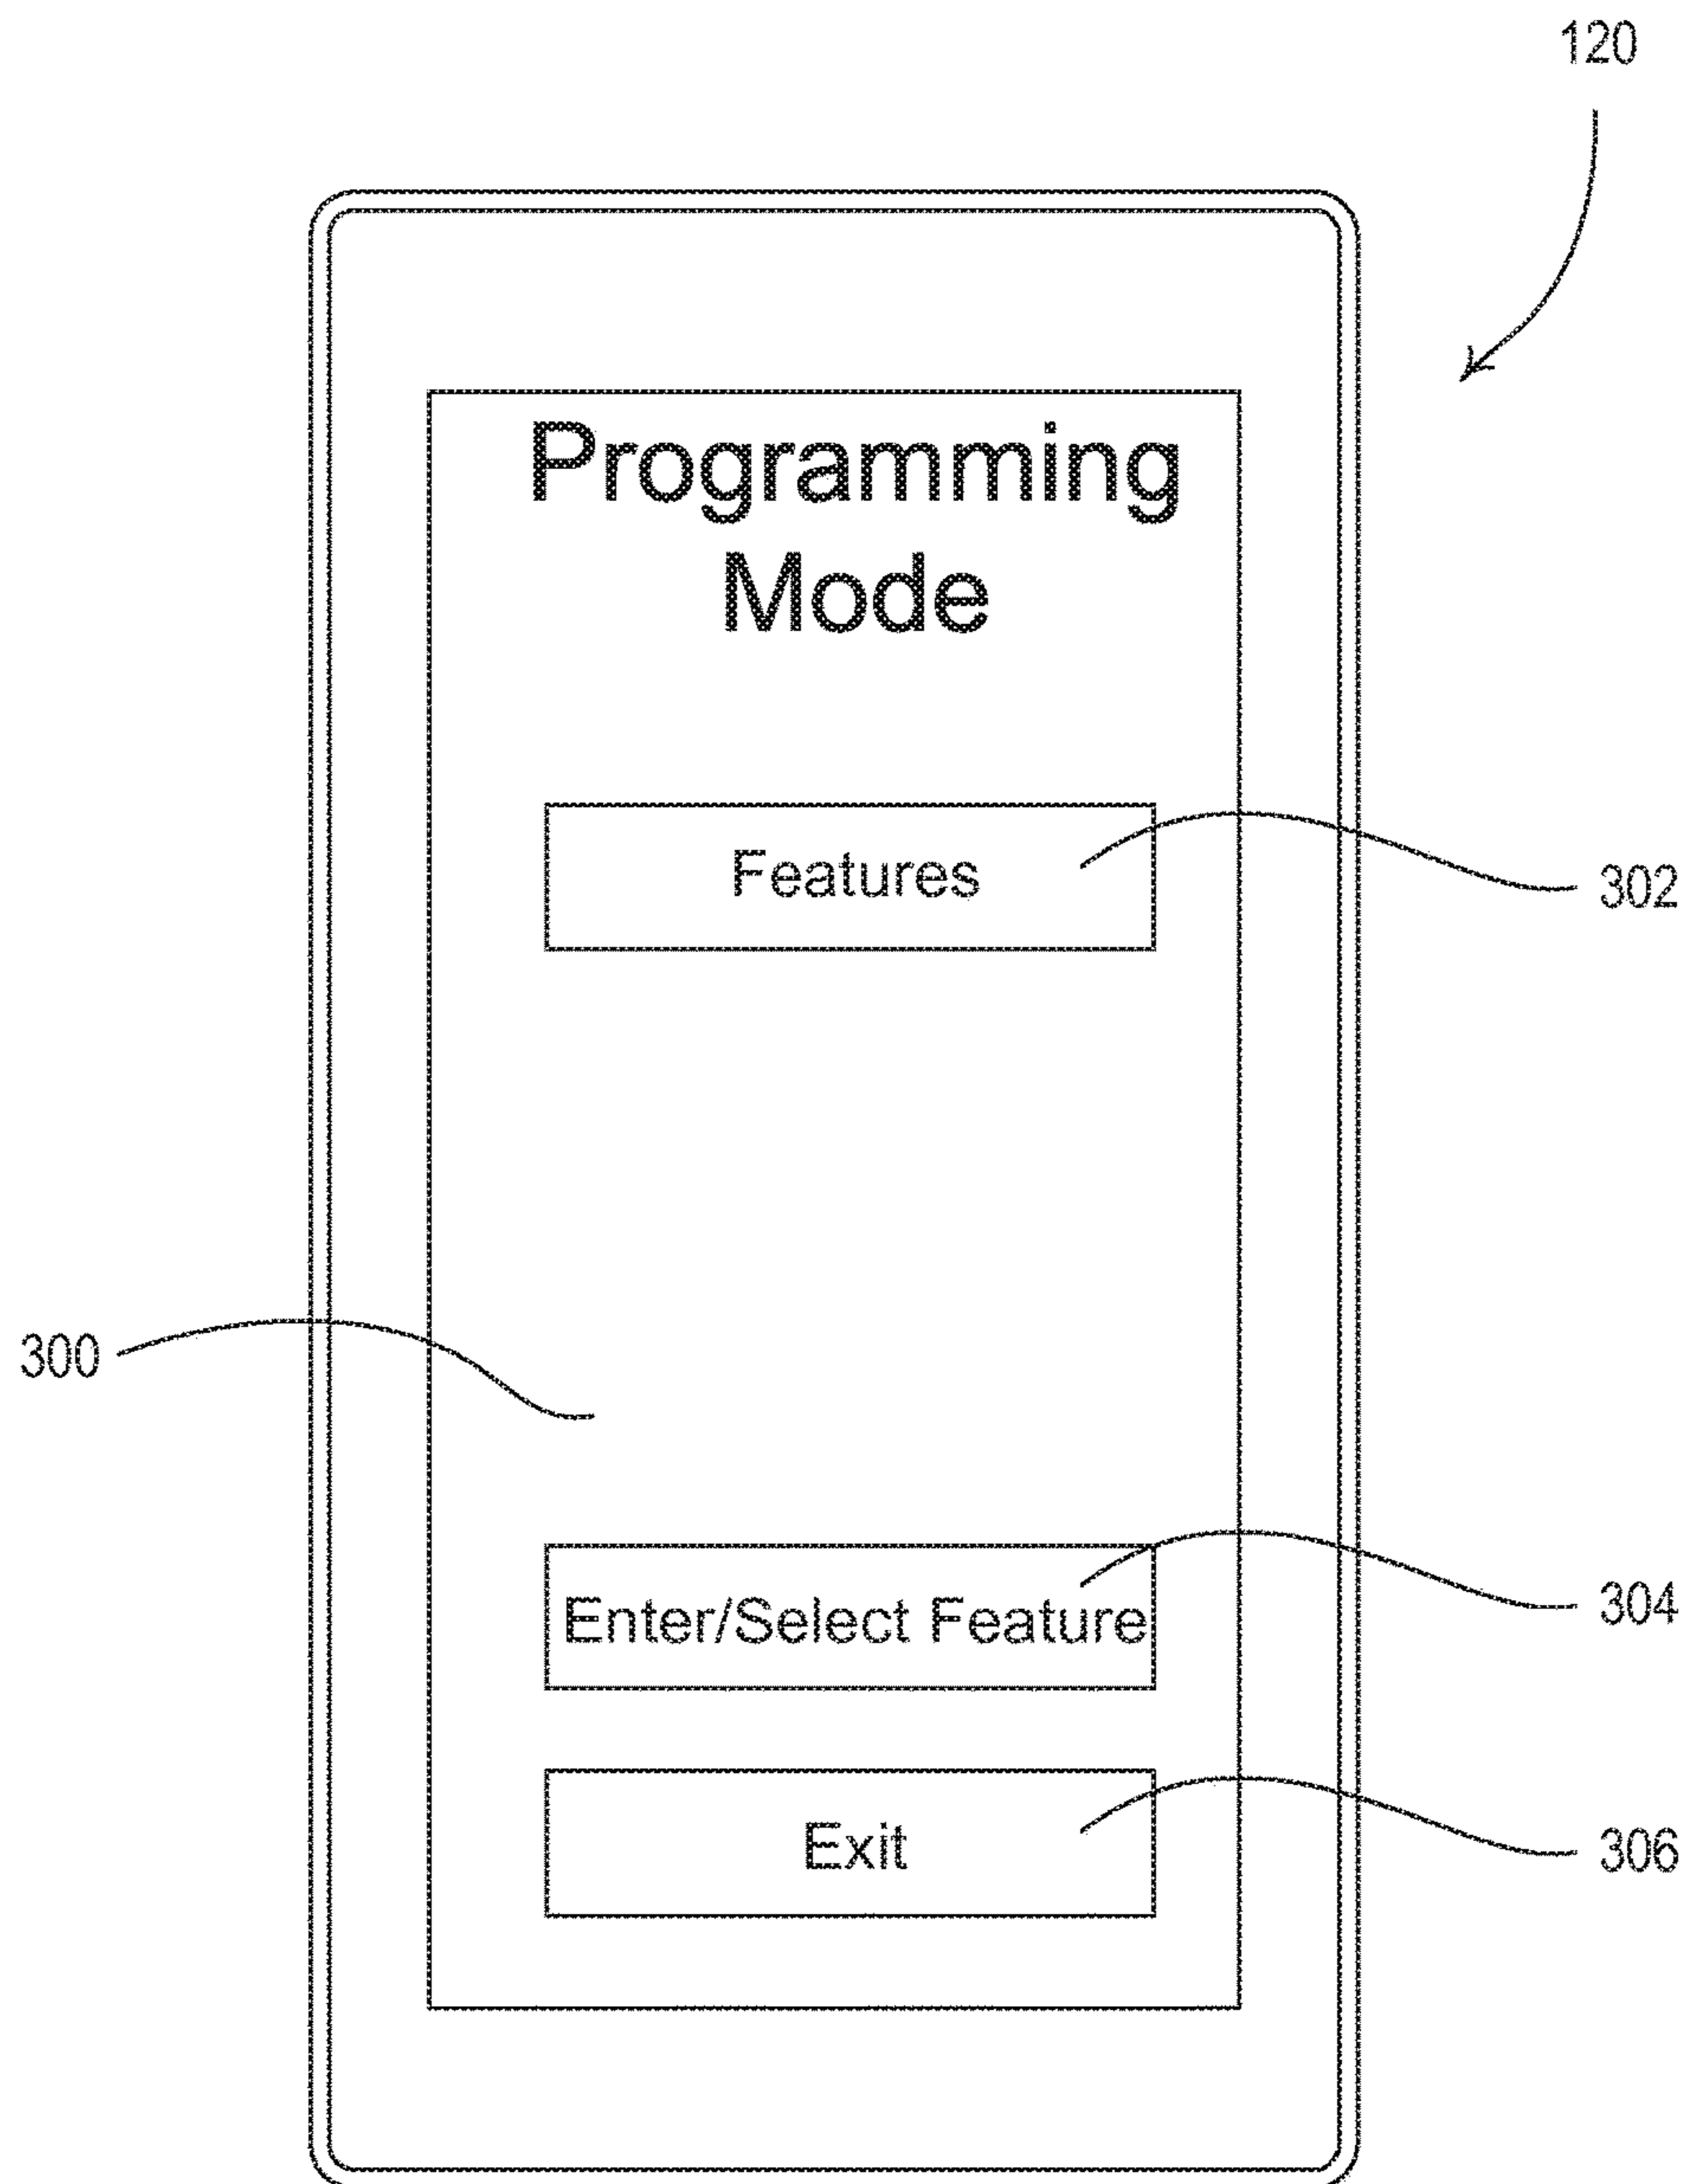 120
Programming
Mode
Features
302
300
Enter/Select Feature
304
Exit
306